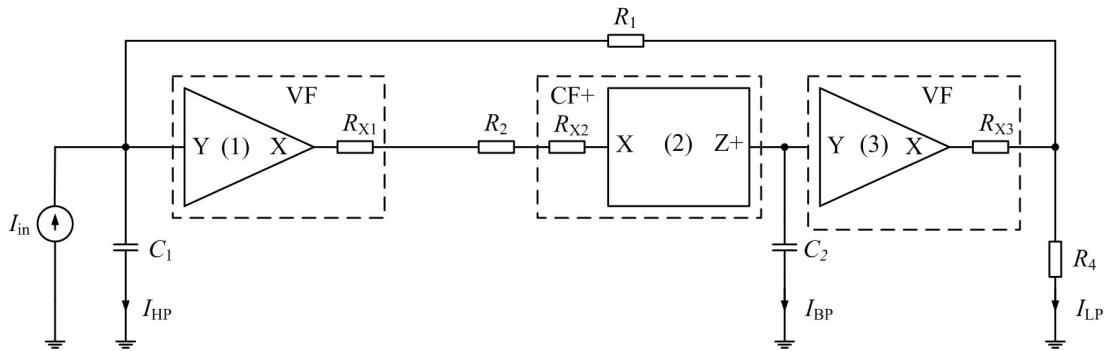 R1
VF
CF+
VF
Y (1) X
RX1
R2
RX2
X (2) Z+
Y (3) X
RX3
Iin
C1
C2
R4
IHP
IBP
ILP